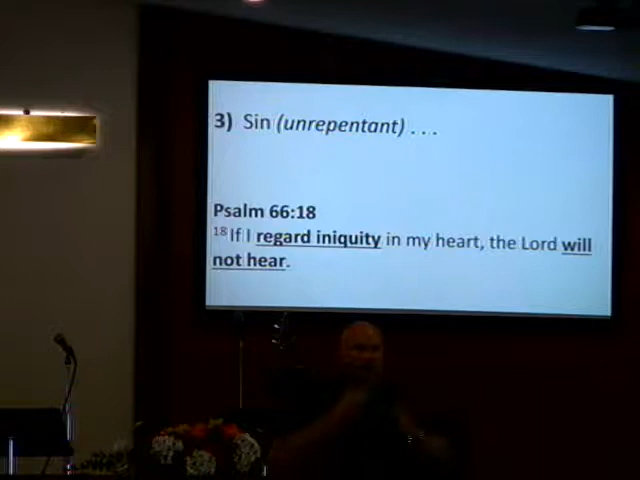 3) Sin (unrepentant) . . .
Psalm 66:18
18 If I regard iniquity in my heart, the Lord will
not hear.